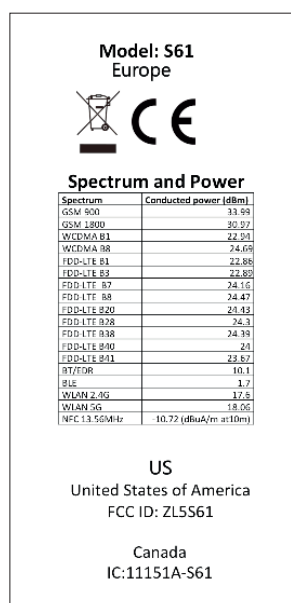 Model: S61
Europe
CE
Spectrum and Power
Spectrum Conducted power (dBm)
GSM 900 33.99
GSM 1800 30.97
WCDMA B1 22.94
WCDMA B8 24.69
FDD-LTE B1 22.86
FDD-LTE B3 22.89
FDD-LTE B7 24.16
FDD-LTE B8 24.47
FDD-LTE B20 24.43
FDD-LTE B28 24.3
FDD-LTE B38 24.39
FDD-LTE B40 24
FDD-LTE B41 23.67
BT/EDR 10.1
BLE 1.7
WLAN 2.4G 17.6
WLAN 5G 18.06
NFC 13.56MHz -10.72 (dBuA/m at10m)
US
United States of America
FCC ID: ZL5S61
Canada
IC:11151A-S61